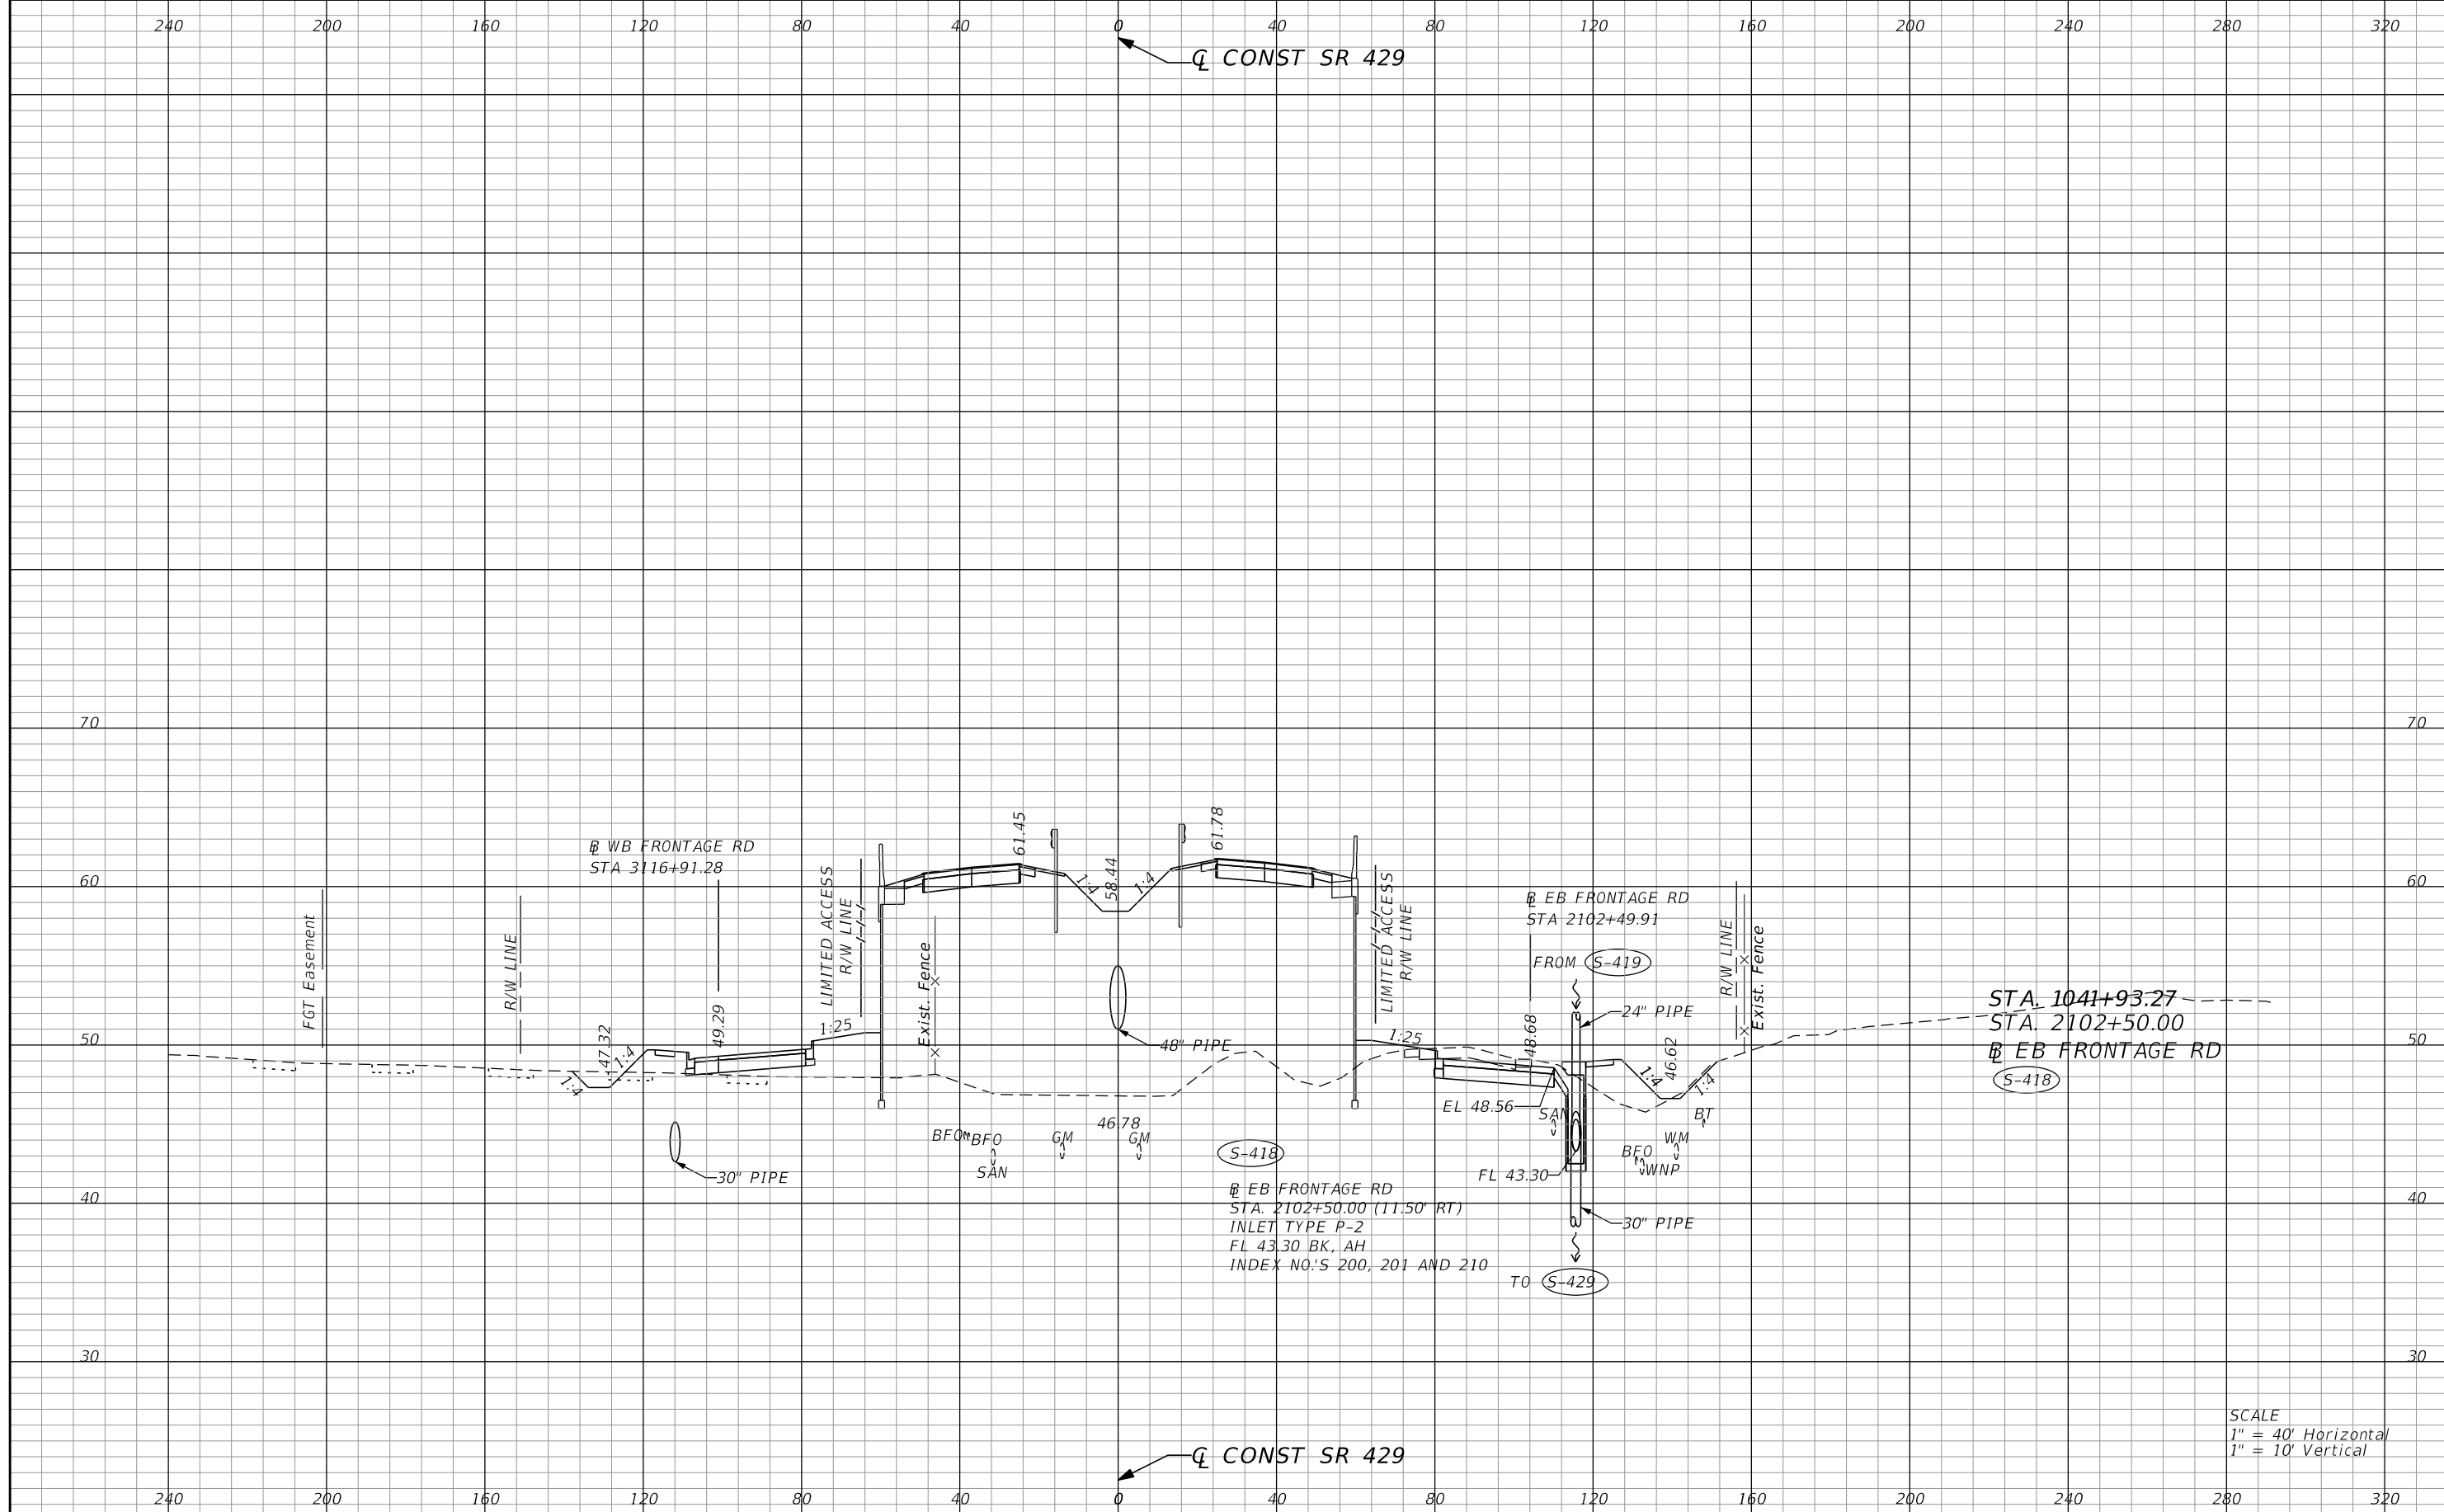 240 200 160 120 80 40 0 40 80 120 160 200 240 280 320
℄ CONST SR 429
70 70
61.45
61.78
℄ WB FRONTAGE RD
STA 3116+91.28
60 60
58.44
1:4
1:4
LIMITED ACCESS
R/W LINE
LIMITED ACCESS
R/W LINE
BL EB FRONTAGE RD
STA 2102+49.91
FROM S-419
FGT Easement
R/W LINE
Exist. Fence
R/W LINE
Exist. Fence
STA. 1041+93.27
STA. 2102+50.00
BL EB FRONTAGE RD
S-418
24" PIPE
47.32
1:4
1:4
49.29
1:25
48" PIPE
1:25
48.68
46.62
1:4
1:4
50 50
EL 48.56
SAN
BT
46.78
BFO
BFO
SAN
GM
GM
S-418
WM
BFO
WNP
30" PIPE
FL 43.30
40 40
BL EB FRONTAGE RD
STA. 2102+50.00 (11.50' RT)
INLET TYPE P-2
FL 43.30 BK, AH
INDEX NO.'S 200, 201 AND 210
30" PIPE
TO S-429
30 30
SCALE
1" = 40' Horizontal
1" = 10' Vertical
℄ CONST SR 429
240 200 160 120 80 40 0 40 80 120 160 200 240 280 320